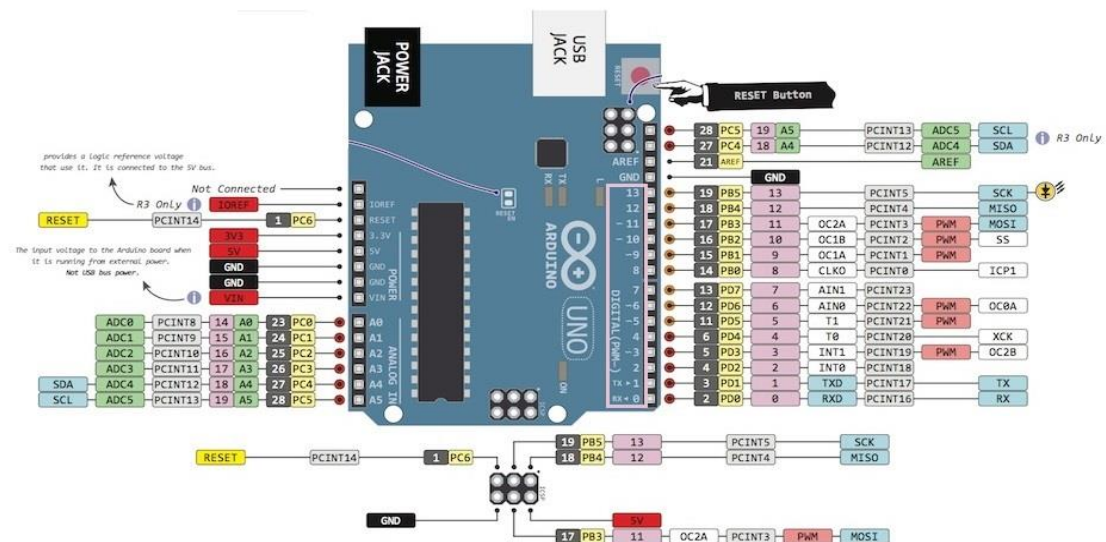 POWER JACK
USB JACK
RESET
RESET Button
28 PC5 19 A5 PCINT13 ADC5 SCL
27 PC4 18 A4 PCINT12 ADC4 SDA
i R3 Only
21 AREF AREF
GND
19 PB5 13 PCINT5 SCK
18 PB4 12 PCINT4 MISO
17 PB3 11 OC2A PCINT3 PWM MOSI
16 PB2 10 OC1B PCINT2 PWM SS
15 PB1 9 OC1A PCINT1 PWM
14 PB0 8 CLKO PCINT0 ICP1
13 PD7 7 AIN1 PCINT23
12 PD6 6 AIN0 PCINT22 PWM OC0A
11 PD5 5 T1 PCINT21 PWM
6 PD4 4 T0 PCINT20 XCK
5 PD3 3 INT1 PCINT19 PWM OC2B
4 PD2 2 INT0 PCINT18
3 PD1 1 TXD PCINT17 TX
2 PD0 0 RXD PCINT16 RX
provides a logic reference voltage
that use it. It is connected to the 5V bus.
Not Connected
R3 Only i IOREF
RESET PCINT14 1 PC6
3V3
5V
GND
GND
i VIN
The input voltage to the Arduino board when
it is running from external power.
Not USB bus power.
ADC0 PCINT8 14 A0 23 PC0
ADC1 PCINT9 15 A1 24 PC1
ADC2 PCINT10 16 A2 25 PC2
ADC3 PCINT11 17 A3 26 PC3
SDA ADC4 PCINT12 18 A4 27 PC4
SCL ADC5 PCINT13 19 A5 28 PC5
IOREF
RESET
3.3V
5V
GND
GND
VIN
POWER
A0
A1
A2
A3
A4
A5
ANALOG IN
RESET EN
RX
TX
L
ARDUINO
UNO
ON
ICSP
AREF
GND
13
12
~11
~10
~9
8
7
~6
~5
4
~3
2
TX ▸ 1
RX ◂ 0
DIGITAL(PWM~)
19 PB5 13 PCINT5 SCK
18 PB4 12 PCINT4 MISO
RESET PCINT14 1 PC6
ICSP
GND
5V
17 PB3 11 OC2A PCINT3 PWM MOSI